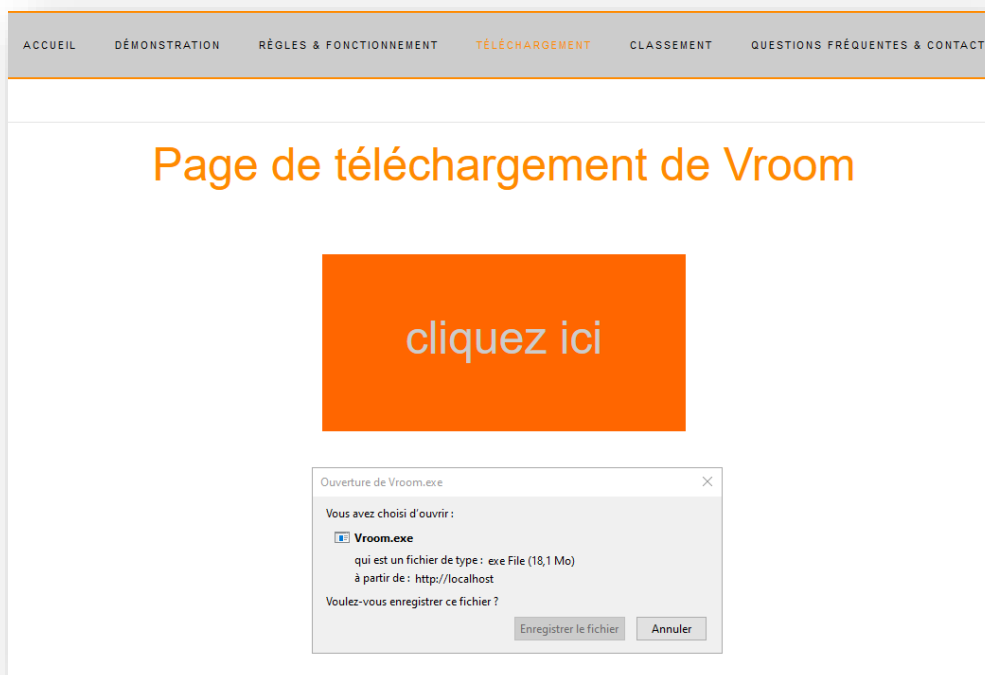 ACCUEIL DÉMONSTRATION RÈGLES & FONCTIONNEMENT TÉLÉCHARGEMENT CLASSEMENT QUESTIONS FRÉQUENTES & CONTACT
Page de téléchargement de Vroom
cliquez ici
Ouverture de Vroom.exe
Vous avez choisi d'ouvrir :
Vroom.exe
qui est un fichier de type : exe File (18,1 Mo)
à partir de : http://localhost
Voulez-vous enregistrer ce fichier ?
Enregistrer le fichier Annuler